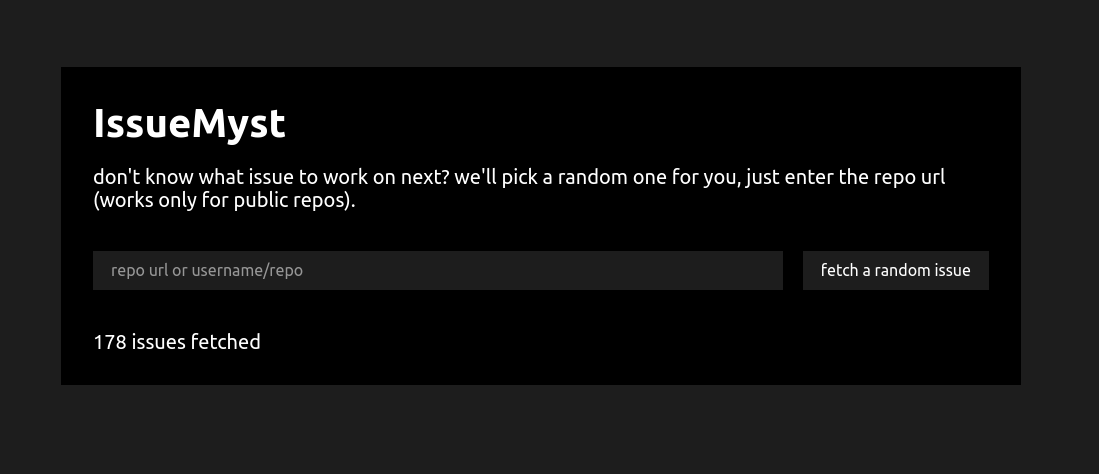 IssueMyst
don't know what issue to work on next? we'll pick a random one for you, just enter the repo url
(works only for public repos).
repo url or username/repo
fetch a random issue
178 issues fetched